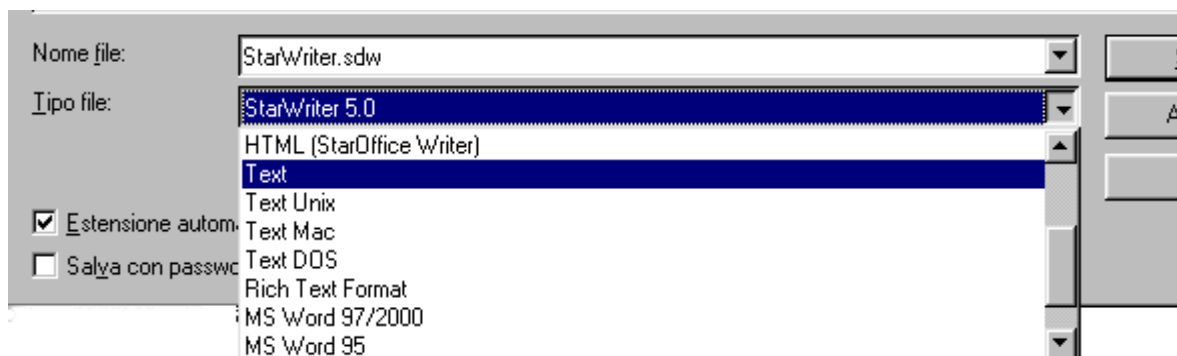 Nome file:
StarWriter.sdw
Tipo file:
StarWriter 5.0
HTML (StarOffice Writer)
Text
Text Unix
Text Mac
Text DOS
Rich Text Format
MS Word 97/2000
MS Word 95
Estensione autom
Salva con passwo